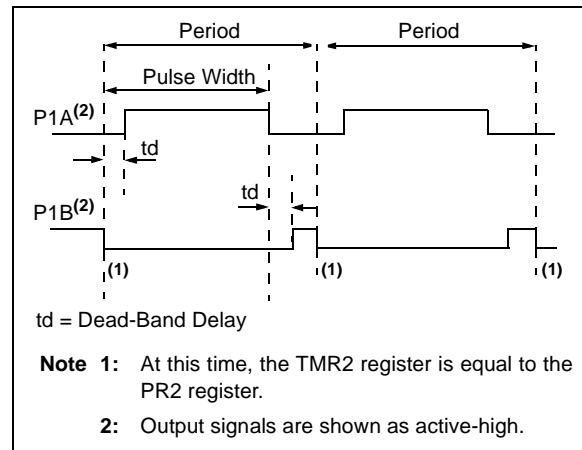 Period Period
Pulse Width
P1A(2)
td
td
P1B(2)
(1) (1) (1)
td = Dead-Band Delay
Note 1: At this time, the TMR2 register is equal to the
PR2 register.
2: Output signals are shown as active-high.